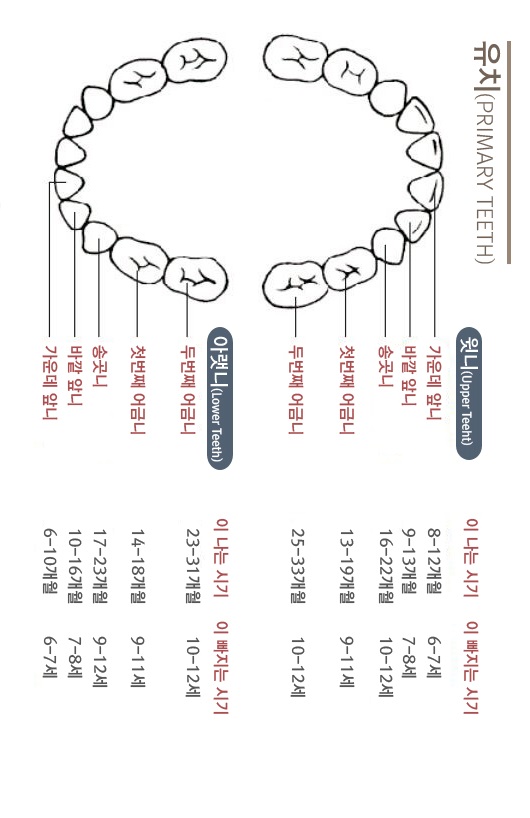 유치(PRIMARY TEETH)
윗니(Upper Teeht) 이 나는 시기 이 빠지는 시기
가운데 앞니 8-12개월 6-7세
바깥 앞니 9-13개월 7-8세
송곳니 16-22개월 10-12세
첫번째 어금니 13-19개월 9-11세
두번째 어금니 25-33개월 10-12세
아랫니(Lower Teeth) 이 나는 시기 이 빠지는 시기
두번째 어금니 23-31개월 10-12세
첫번째 어금니 14-18개월 9-11세
송곳니 17-23개월 9-12세
바깥 앞니 10-16개월 7-8세
가운데 앞니 6-10개월 6-7세